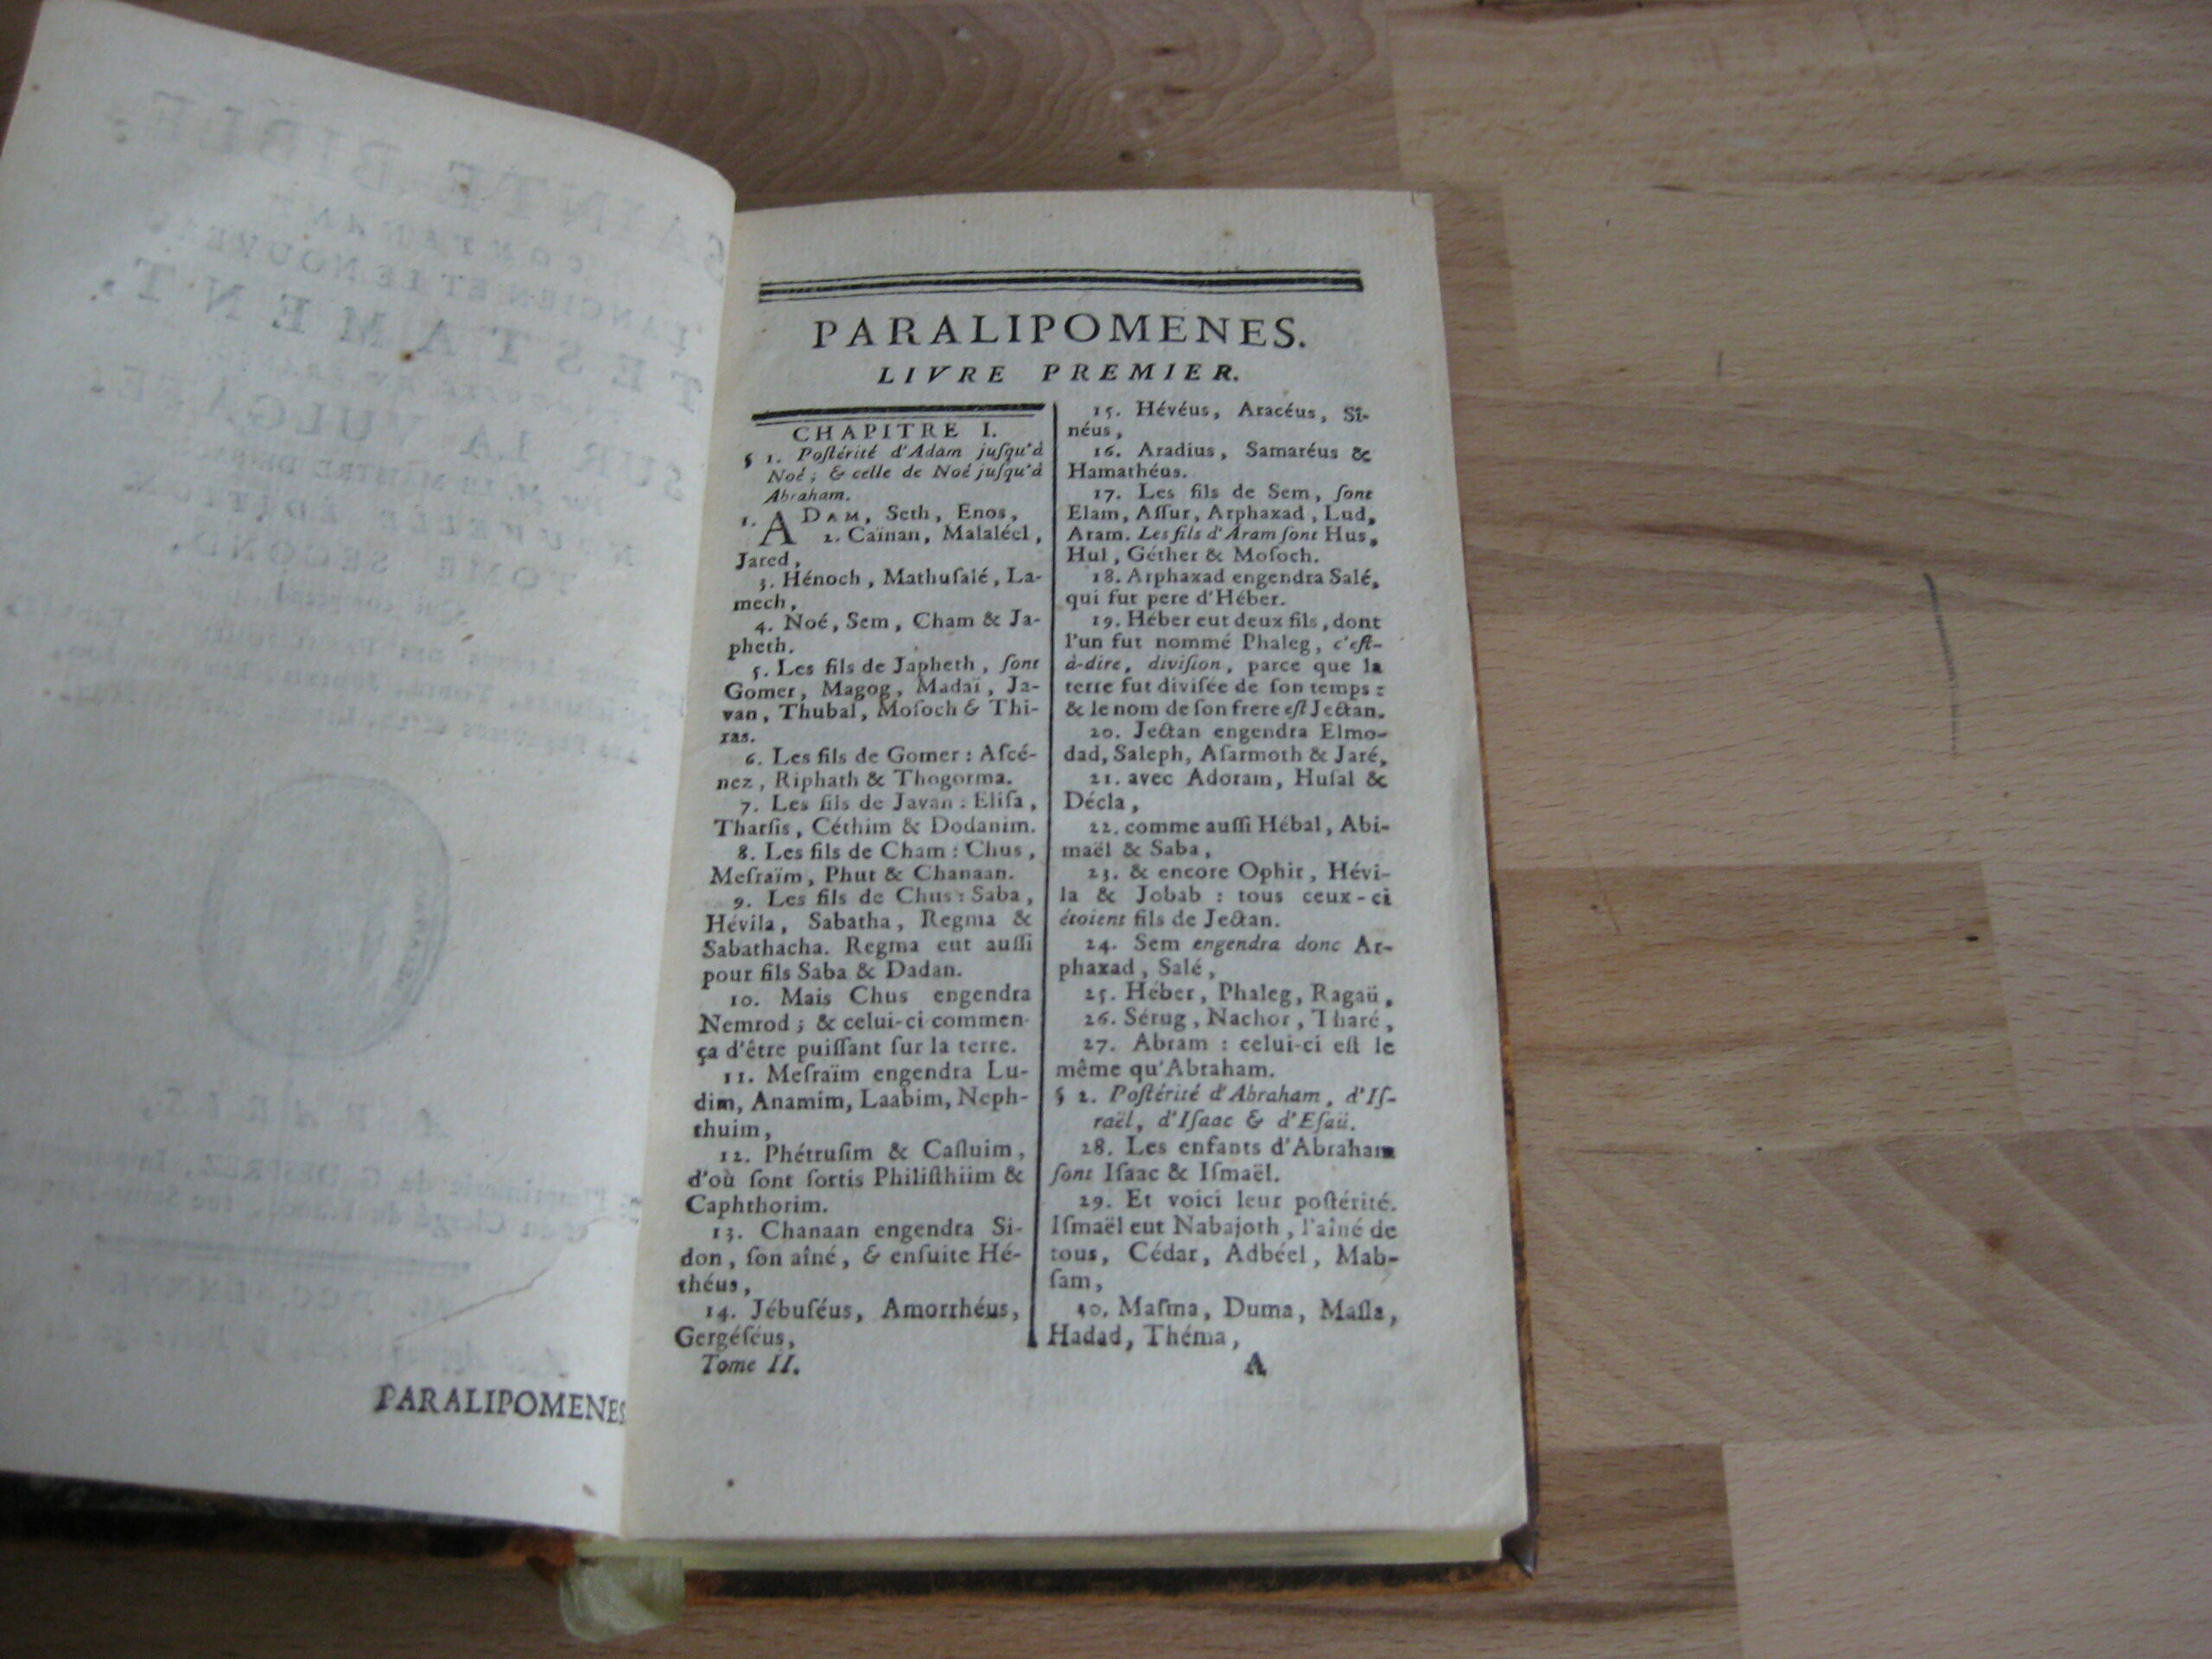 PARALIPOMENES
PARALIPOMENES.
LIVRE PREMIER.
CHAPITRE I.
§ 1. Poſtérité d'Adam juſqu'à
Noé; & celle de Noé juſqu'à
Abraham.
1. ADAM, Seth, Enos,
2. Caïnan, Malaléel,
Jared,
3. Hénoch, Mathuſalé, La-
mech,
4. Noé, Sem, Cham & Ja-
pheth.
5. Les fils de Japheth, ſont
Gomer, Magog, Madaï, Ja-
van, Thubal, Moſoch & Thi-
ras.
6. Les fils de Gomer: Aſcé-
nez, Riphath & Thogorma.
7. Les fils de Javan: Eliſa,
Tharſis, Céthim & Dodanim.
8. Les fils de Cham: Chus,
Meſraïm, Phut & Chanaan.
9. Les fils de Chus: Saba,
Hévila, Sabatha, Regma &
Sabathacha. Regma eut auſſi
pour fils Saba & Dadan.
10. Mais Chus engendra
Nemrod; & celui-ci commen-
ça d'être puiſſant ſur la terre.
11. Meſraïm engendra Lu-
dim, Anamim, Laabim, Neph-
thuim,
12. Phétruſim & Caſluim,
d'où ſont ſortis Philiſthiim &
Caphthorim.
13. Chanaan engendra Si-
don, ſon aîné, & enſuite Hé-
théus,
14. Jébuſéus, Amorrhéus,
Gergéſéus,
Tome II.
15. Hévéus, Aracéus, Sî-
néus,
16. Aradius, Samaréus &
Hamathéus.
17. Les fils de Sem, ſont
Elam, Aſſur, Arphaxad, Lud,
Aram. Les fils d'Aram ſont Hus,
Hul, Géther & Moſoch.
18. Arphaxad engendra Salé,
qui fut pere d'Héber.
19. Héber eut deux fils, dont
l'un fut nommé Phaleg, c'eſt-
à-dire, diviſion, parce que la
terre fut diviſée de ſon temps:
& le nom de ſon frere eſt Jectan.
20. Jectan engendra Elmo-
dad, Saleph, Aſarmoth & Jaré,
21. avec Adoram, Huſal &
Décla,
22. comme auſſi Hébal, Abi-
maël & Saba,
23. & encore Ophir, Hévi-
la & Jobab : tous ceux-ci
étoient fils de Jectan.
24. Sem engendra donc Ar-
phaxad, Salé,
25. Héber, Phaleg, Ragaü,
26. Sérug, Nachor, Tharé,
27. Abram : celui-ci eſt le
même qu'Abraham.
§ 2. Poſtérité d'Abraham, d'Iſ-
raël, d'Iſaac & d'Eſaü.
28. Les enfants d'Abraham
ſont Iſaac & Iſmaël.
29. Et voici leur poſtérité.
Iſmaël eut Nabajoth, l'aîné de
tous, Cédar, Adbéel, Mab-
ſam,
30. Maſma, Duma, Maſſa,
Hadad, Théma,
A